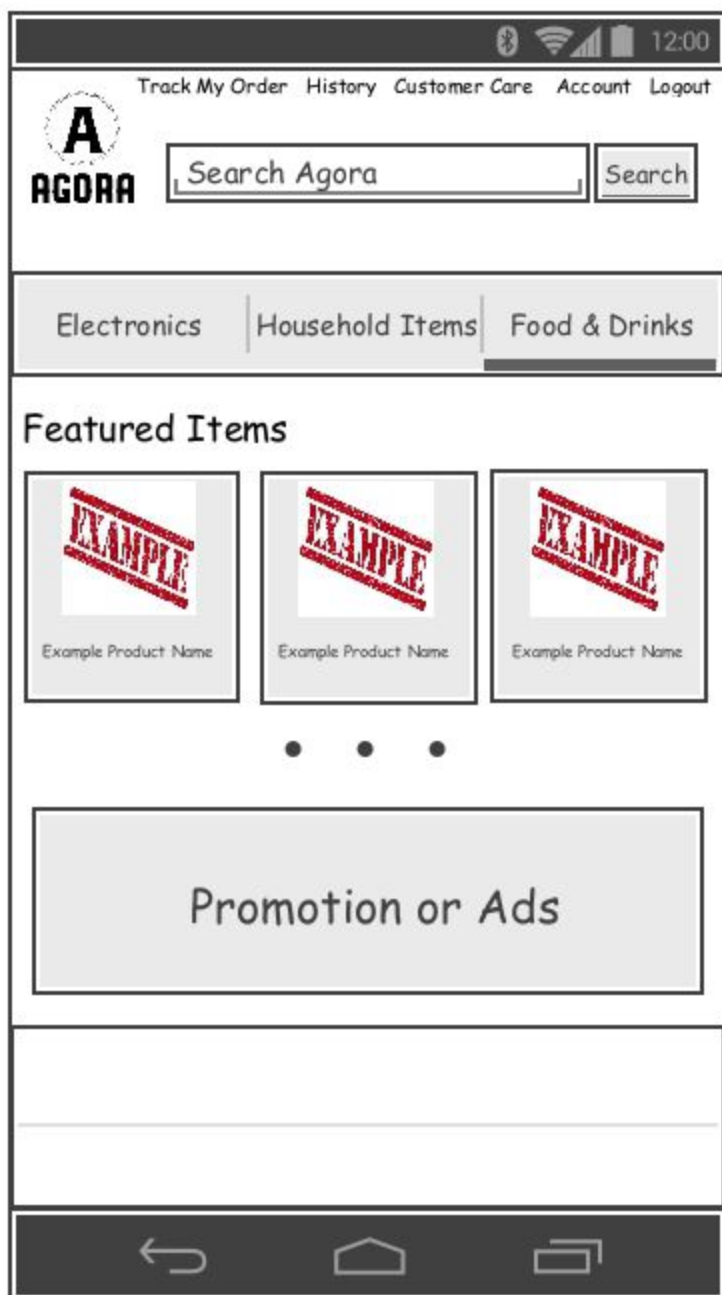 12:00
Track My Order History Customer Care Account Logout
A
AGORA
Search Agora
Search
Electronics Household Items Food & Drinks
Featured Items
EXAMPLE EXAMPLE EXAMPLE
Example Product Name Example Product Name Example Product Name
Promotion or Ads